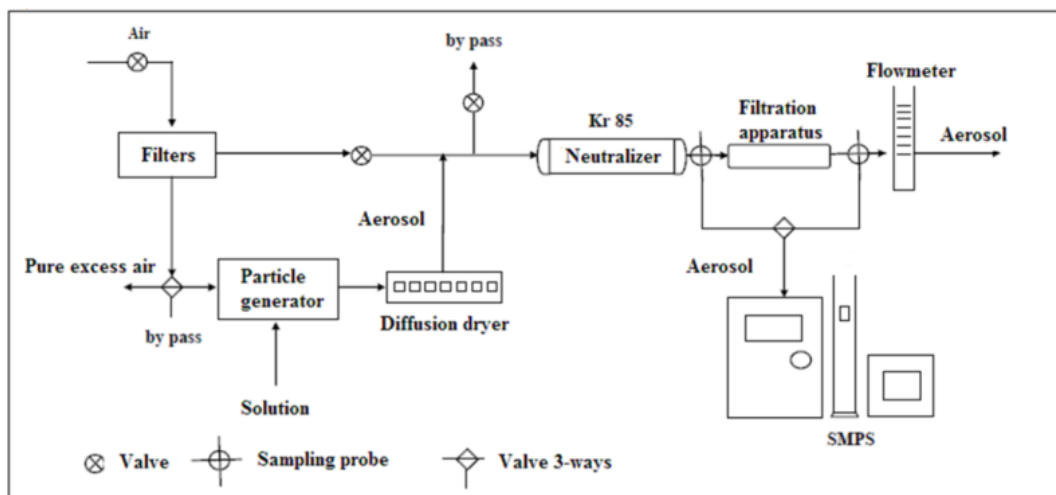 Air
by pass
Flowmeter
Kr 85
Filtration
apparatus
Aerosol
Filters
Neutralizer
Aerosol
Pure excess air
Particle
generator
Aerosol
by pass
Diffusion dryer
Solution
SMPS
Valve
Sampling probe
Valve 3-ways